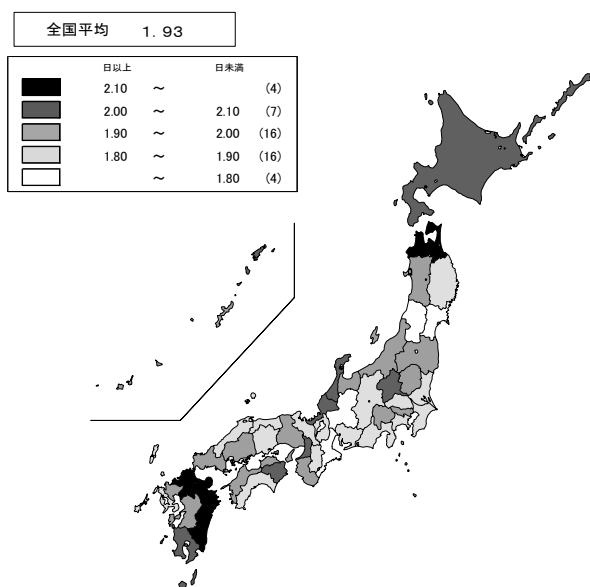 全国平均 1.93
日以上 日未満
2.10 ～ (4)
2.00 ～ 2.10 (7)
1.90 ～ 2.00 (16)
1.80 ～ 1.90 (16)
～ 1.80 (4)